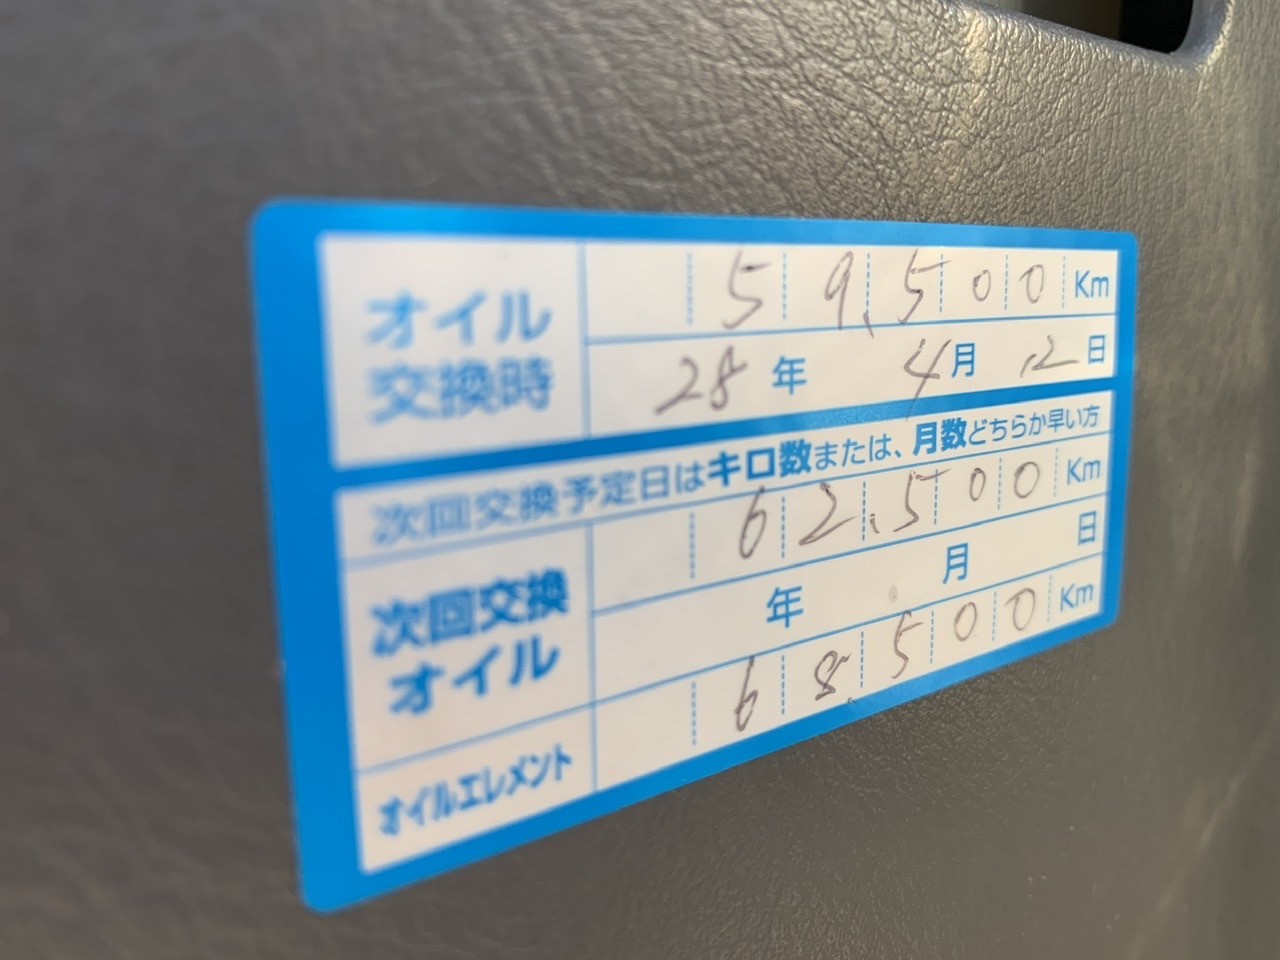 オイル交換時
59,500 Km
28年 4月 2日
次回交換予定日はキロ数または、月数どちらか早い方
次回交換オイル
62,500 Km
年 月 日
オイルエレメント
68,500 Km